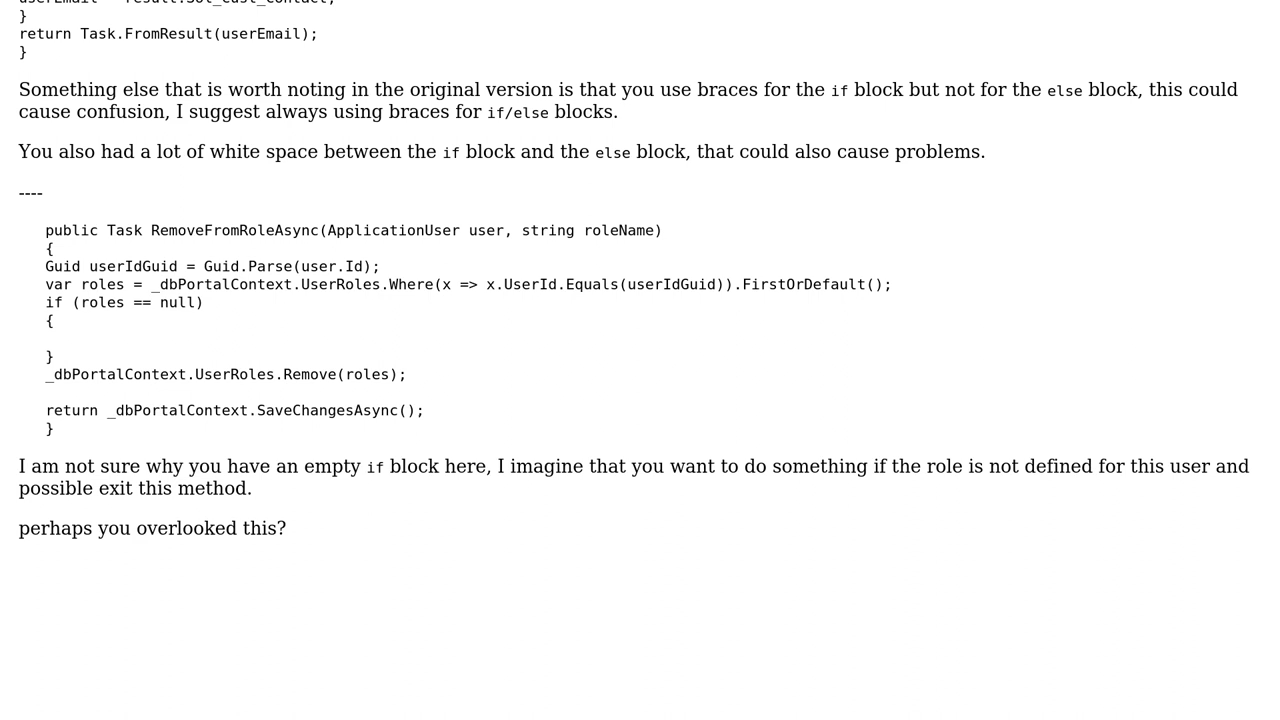 }
return Task.FromResult(userEmail);
}
Something else that is worth noting in the original version is that you use braces for the if block but not for the else block, this could
cause confusion, I suggest always using braces for if/else blocks.
You also had a lot of white space between the if block and the else block, that could also cause problems.
----
public Task RemoveFromRoleAsync(ApplicationUser user, string roleName)
{
Guid userIdGuid = Guid.Parse(user.Id);
var roles = _dbPortalContext.UserRoles.Where(x => x.UserId.Equals(userIdGuid)).FirstOrDefault();
if (roles == null)
{
}
_dbPortalContext.UserRoles.Remove(roles);
return _dbPortalContext.SaveChangesAsync();
}
I am not sure why you have an empty if block here, I imagine that you want to do something if the role is not defined for this user and
possible exit this method.
perhaps you overlooked this?